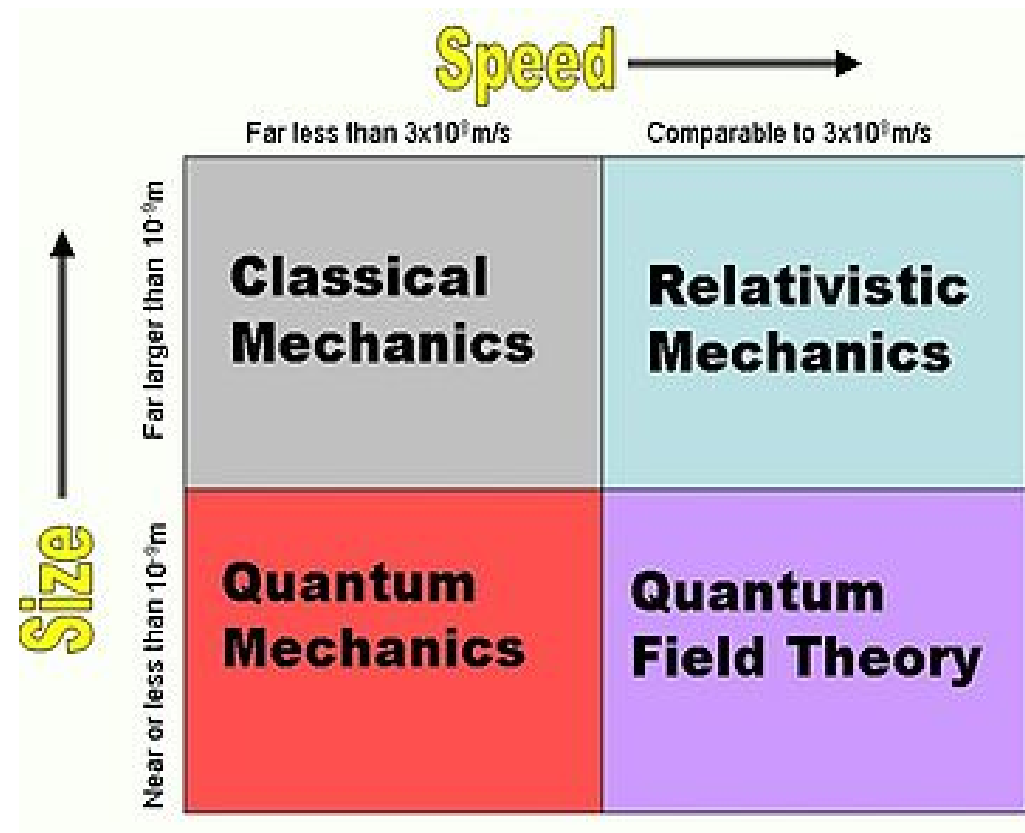 Speed
Far less than 3x10⁸m/s
Comparable to 3x10⁸m/s
Far larger than 10⁻⁹m
Classical
Mechanics
Relativistic
Mechanics
Size
Near or less than 10⁻⁹m
Quantum
Mechanics
Quantum
Field Theory